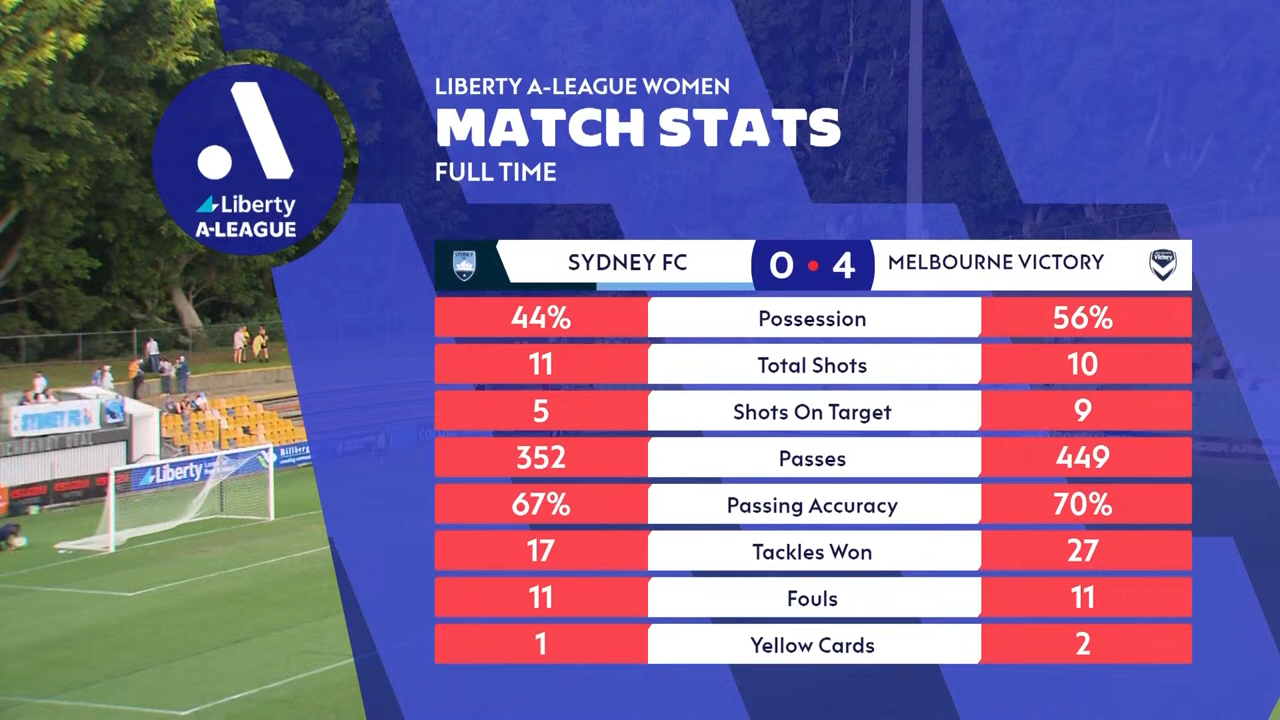 LIBERTY A-LEAGUE WOMEN
MATCH STATS
FULL TIME
Liberty
A-LEAGUE
SYDNEY FC 0 • 4 MELBOURNE VICTORY
44% Possession 56%
11 Total Shots 10
5 Shots On Target 9
352 Passes 449
67% Passing Accuracy 70%
17 Tackles Won 27
11 Fouls 11
1 Yellow Cards 2
SYDNEY FC
Liberty